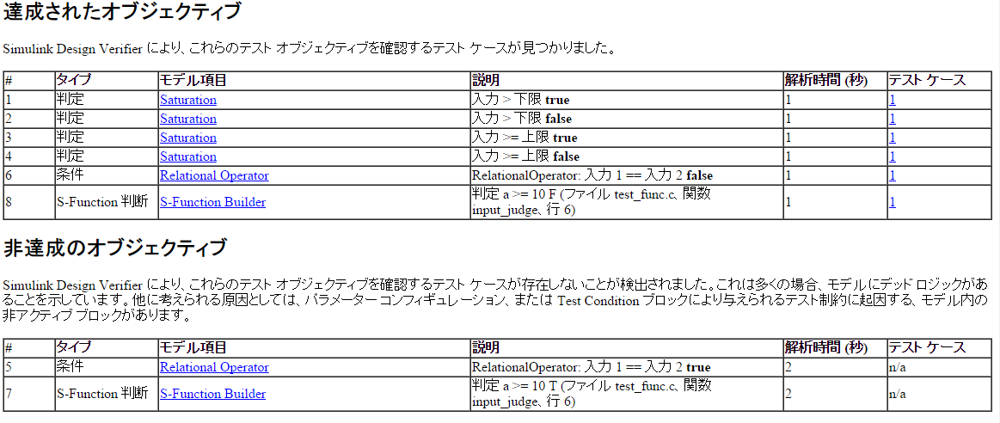 達成されたオブジェクティブ
Simulink Design Verifier により、これらのテスト オブジェクティブを確認するテスト ケースが見つかりました。
# タイプ モデル項目 説明 解析時間 (秒) テスト ケース
1 判定 Saturation 入力 > 下限 true 1 1
2 判定 Saturation 入力 > 下限 false 1 1
3 判定 Saturation 入力 >= 上限 true 1 1
4 判定 Saturation 入力 >= 上限 false 1 1
6 条件 Relational Operator RelationalOperator: 入力 1 == 入力 2 false 1 1
8 S-Function 判断 S-Function Builder 判定 a >= 10 F (ファイル test_func.c、関数
input_judge、行 6) 1 1
非達成のオブジェクティブ
Simulink Design Verifier により、これらのテスト オブジェクティブを確認するテスト ケースが存在しないことが検出されました。これは多くの場合、モデルにデッド ロジックがあ
ることを示しています。他に考えられる原因としては、パラメーター コンフィギュレーション、または Test Condition ブロックにより与えられるテスト制約に起因する、モデル内の
非アクティブ ブロックがあります。
# タイプ モデル項目 説明 解析時間 (秒) テスト ケース
5 条件 Relational Operator RelationalOperator: 入力 1 == 入力 2 true 2 n/a
7 S-Function 判断 S-Function Builder 判定 a >= 10 T (ファイル test_func.c、関数
input_judge、行 6) 2 n/a